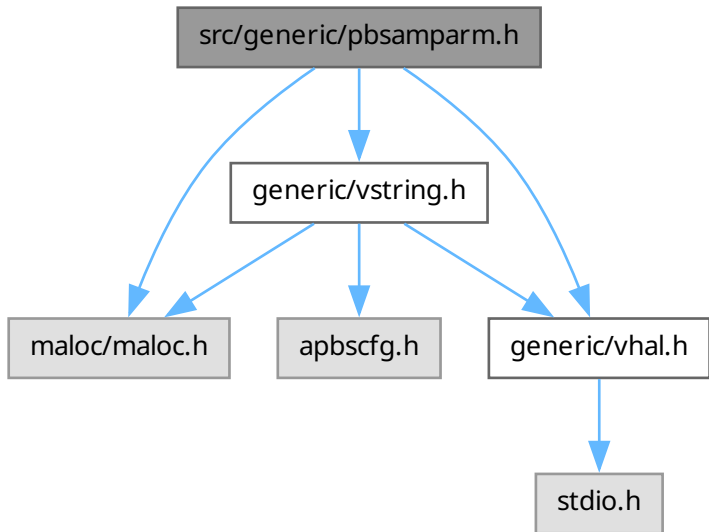 src/generic/pbsamparm.h
generic/vstring.h
maloc/maloc.h
apbscfg.h
generic/vhal.h
stdio.h